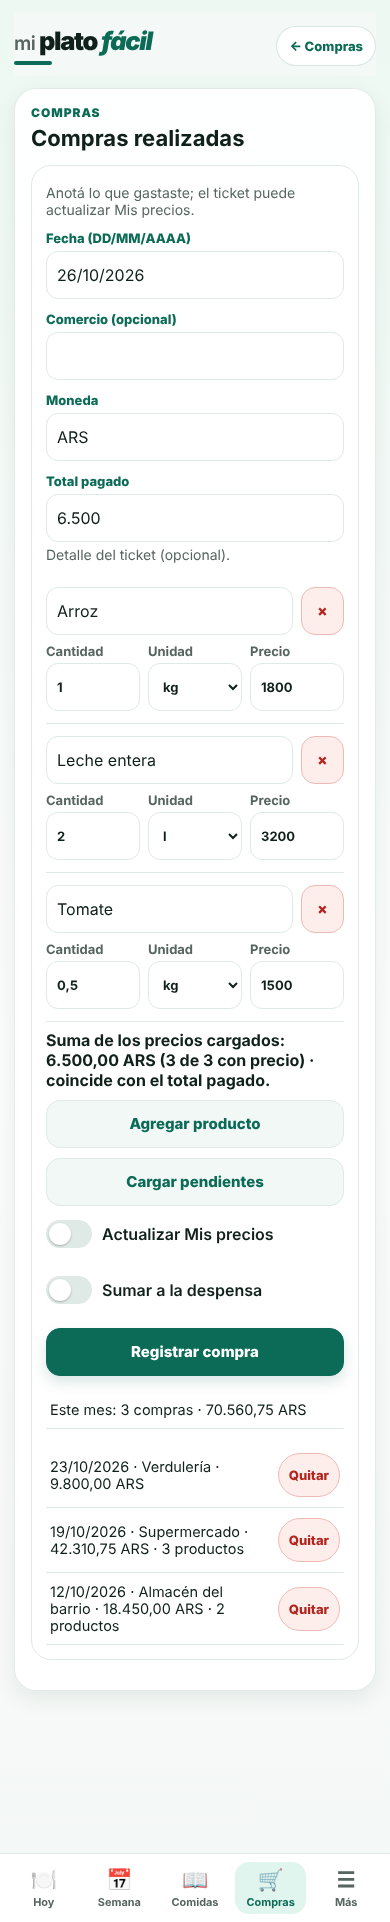 mi plato fácil
← Compras
COMPRAS
Compras realizadas
Anotá lo que gastaste; el ticket puede
actualizar Mis precios.
Fecha (DD/MM/AAAA)
26/10/2026
Comercio (opcional)
Moneda
ARS
Total pagado
6.500
Detalle del ticket (opcional).
Arroz
×
Cantidad Unidad Precio
1 kg 1800
Leche entera
×
Cantidad Unidad Precio
2 l 3200
Tomate
×
Cantidad Unidad Precio
0,5 kg 1500
Suma de los precios cargados:
6.500,00 ARS (3 de 3 con precio) ·
coincide con el total pagado.
Agregar producto
Cargar pendientes
Actualizar Mis precios
Sumar a la despensa
Registrar compra
Este mes: 3 compras · 70.560,75 ARS
23/10/2026 · Verdulería ·
9.800,00 ARS
Quitar
19/10/2026 · Supermercado ·
42.310,75 ARS · 3 productos
Quitar
12/10/2026 · Almacén del
barrio · 18.450,00 ARS · 2
productos
Quitar
Hoy Semana Comidas Compras Más